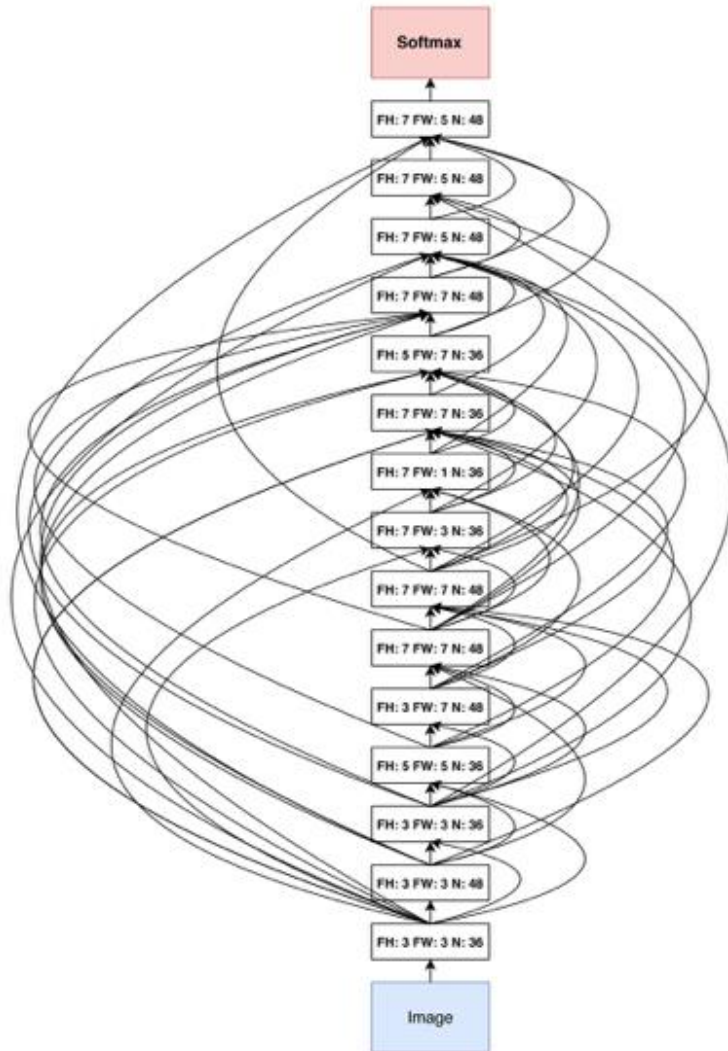 Softmax
FH: 7 FW: 5 N: 48
FH: 7 FW: 5 N: 48
FH: 7 FW: 5 N: 48
FH: 7 FW: 7 N: 48
FH: 5 FW: 7 N: 36
FH: 7 FW: 7 N: 36
FH: 7 FW: 1 N: 36
FH: 7 FW: 3 N: 36
FH: 7 FW: 7 N: 48
FH: 7 FW: 7 N: 48
FH: 3 FW: 7 N: 48
FH: 5 FW: 5 N: 36
FH: 3 FW: 3 N: 36
FH: 3 FW: 3 N: 48
FH: 3 FW: 3 N: 36
Image